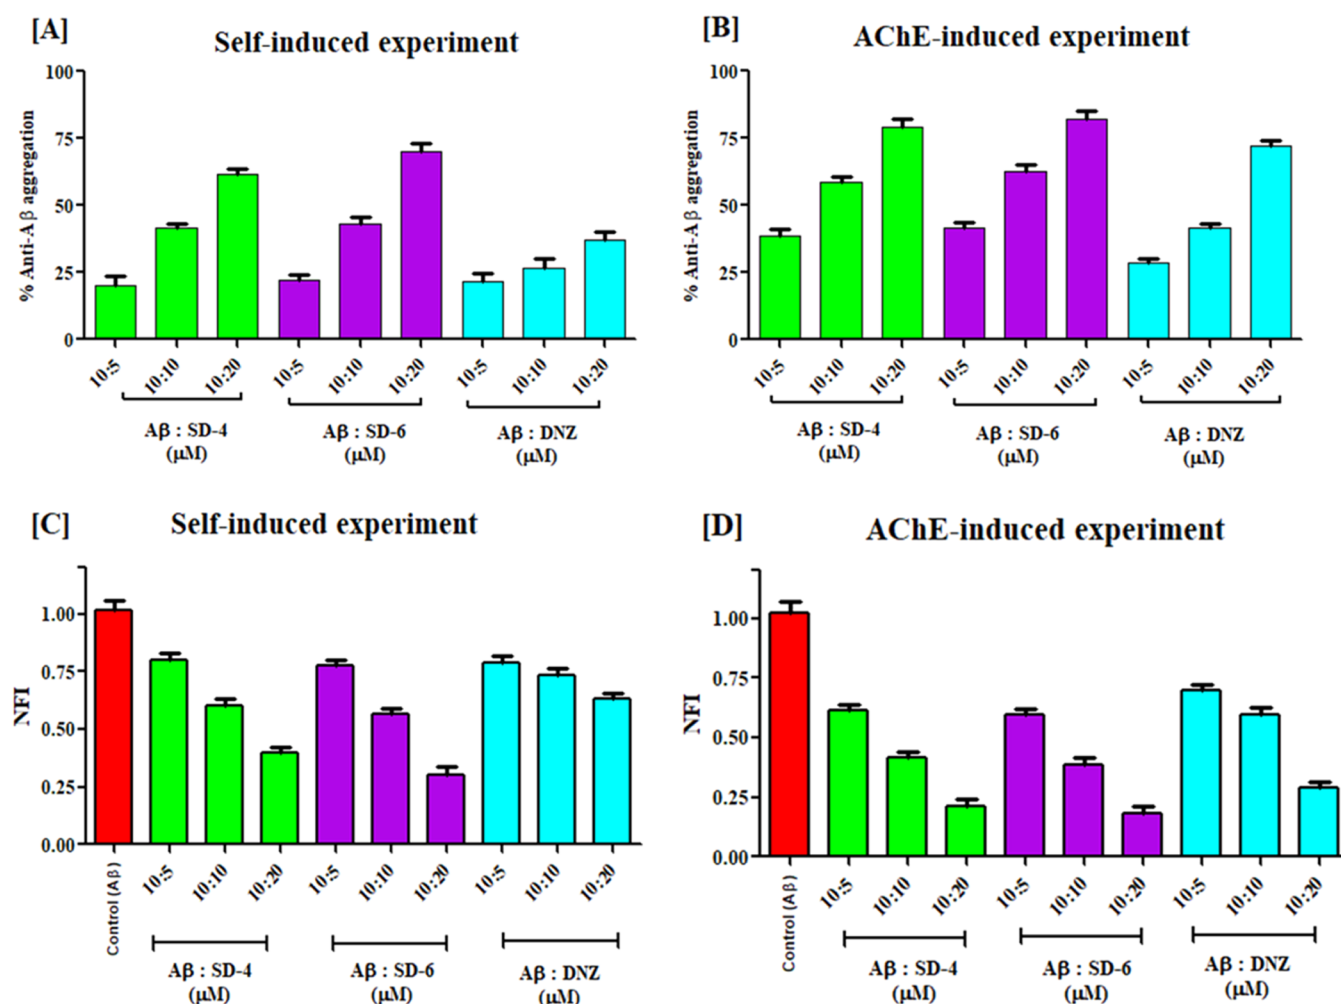 [A]
Self-induced experiment
% Anti-Aβ aggregation
100
75
50
25
0
10:5 10:10 10:20 10:5 10:10 10:20 10:5 10:10 10:20
Aβ : SD-4 Aβ : SD-6 Aβ : DNZ
(μM) (μM) (μM)
[B]
AChE-induced experiment
% Anti-Aβ aggregation
100
75
50
25
0
10:5 10:10 10:20 10:5 10:10 10:20 10:5 10:10 10:20
Aβ : SD-4 Aβ : SD-6 Aβ : DNZ
(μM) (μM) (μM)
[C]
Self-induced experiment
NFI
1.00
0.75
0.50
0.25
0.00
Control (Aβ) 10:5 10:10 10:20 10:5 10:10 10:20 10:5 10:10 10:20
Aβ : SD-4 Aβ : SD-6 Aβ : DNZ
(μM) (μM) (μM)
[D]
AChE-induced experiment
NFI
1.00
0.75
0.50
0.25
0.00
Control (Aβ) 10:5 10:10 10:20 10:5 10:10 10:20 10:5 10:10 10:20
Aβ : SD-4 Aβ : SD-6 Aβ : DNZ
(μM) (μM) (μM)